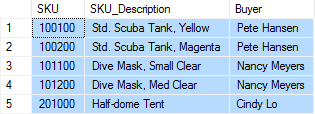 SKU SKU_Description Buyer
1 100100 Std. Scuba Tank, Yellow Pete Hansen
2 100200 Std. Scuba Tank, Magenta Pete Hansen
3 101100 Dive Mask, Small Clear Nancy Meyers
4 101200 Dive Mask, Med Clear Nancy Meyers
5 201000 Half-dome Tent Cindy Lo